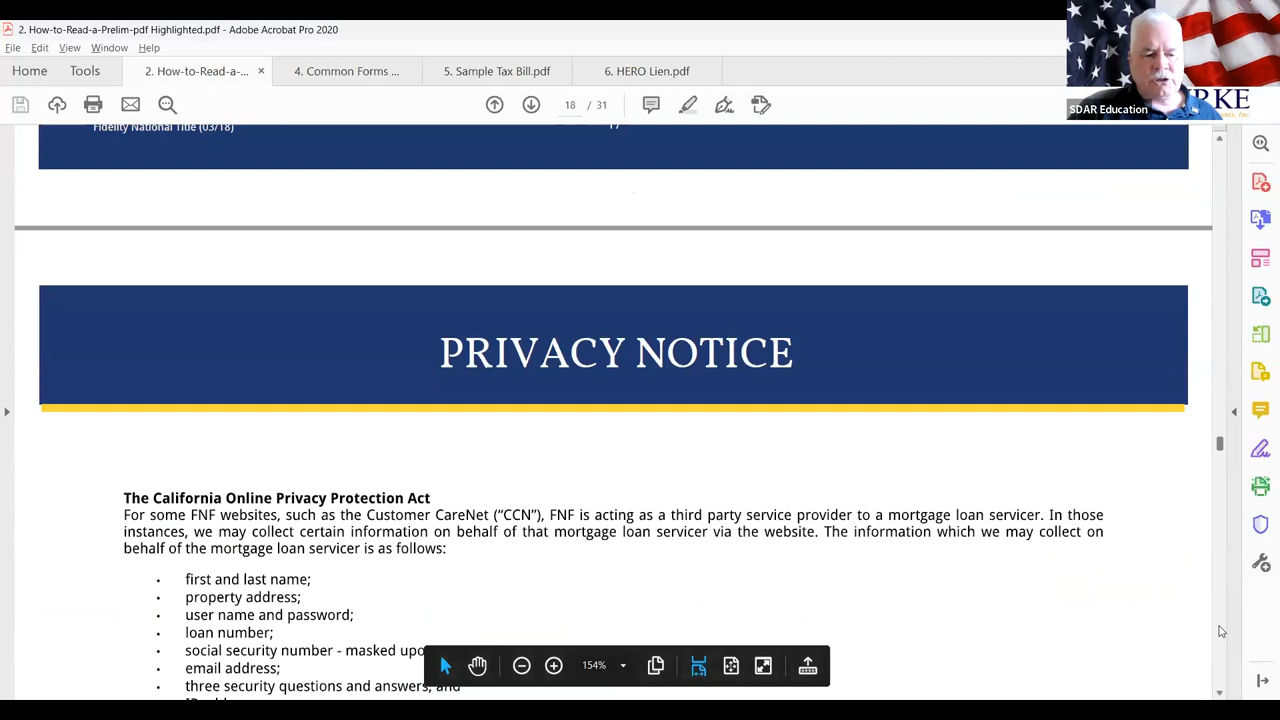 2. How-to-Read-a-Prelim-pdf Highlighted.pdf - Adobe Acrobat Pro 2020
File Edit View Window Help
Home Tools 2. How-to-Read-a-... × 4. Common Forms ... 5. Sample Tax Bill.pdf 6. HERO Lien.pdf
18 / 31
SDAR Education
RKE
Fidelity National Title (03/18)
17
PRIVACY NOTICE
The California Online Privacy Protection Act
For some FNF websites, such as the Customer CareNet (“CCN”), FNF is acting as a third party service provider to a mortgage loan servicer. In those
instances, we may collect certain information on behalf of that mortgage loan servicer via the website. The information which we may collect on
behalf of the mortgage loan servicer is as follows:
• first and last name;
• property address;
• user name and password;
• loan number;
• social security number - masked upo
• email address;
• three security questions and answers; and
154%